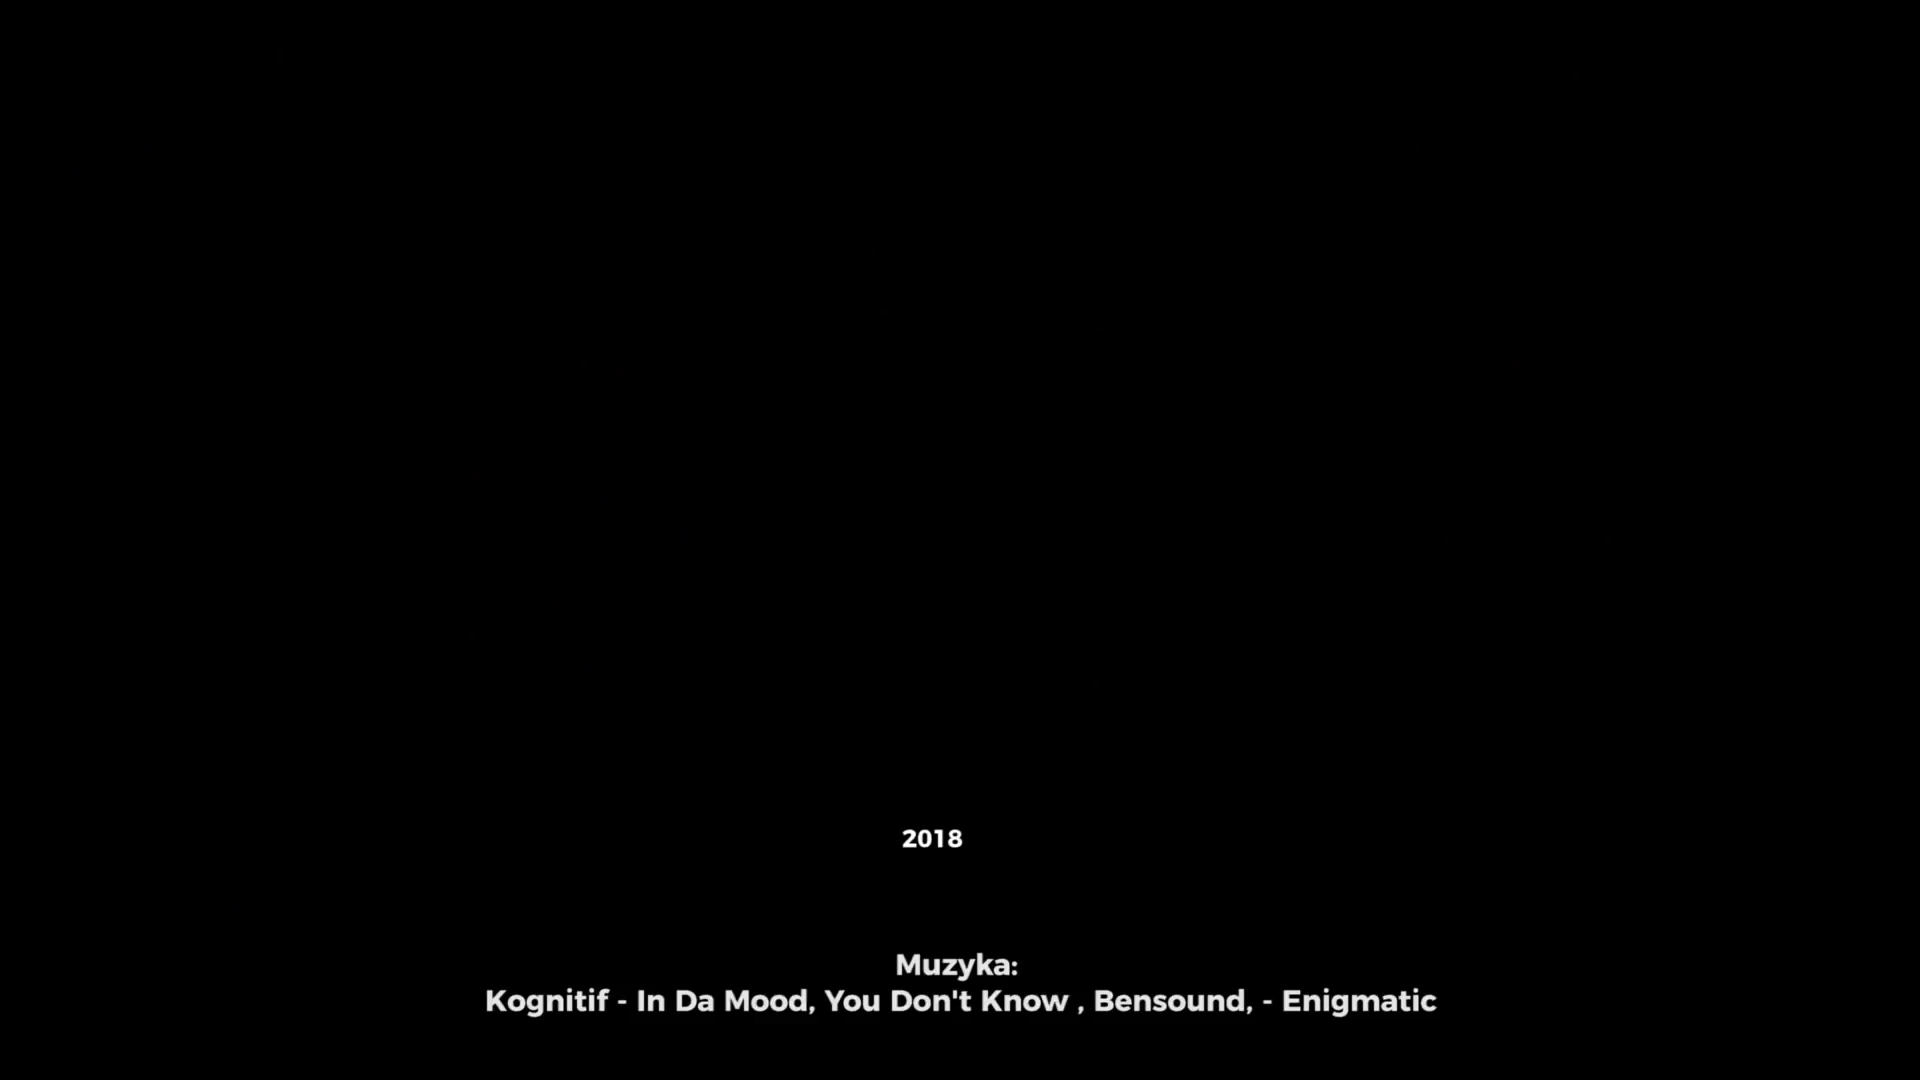 2018
Muzyka:
Kognitif - In Da Mood, You Don't Know , Bensound, - Enigmatic